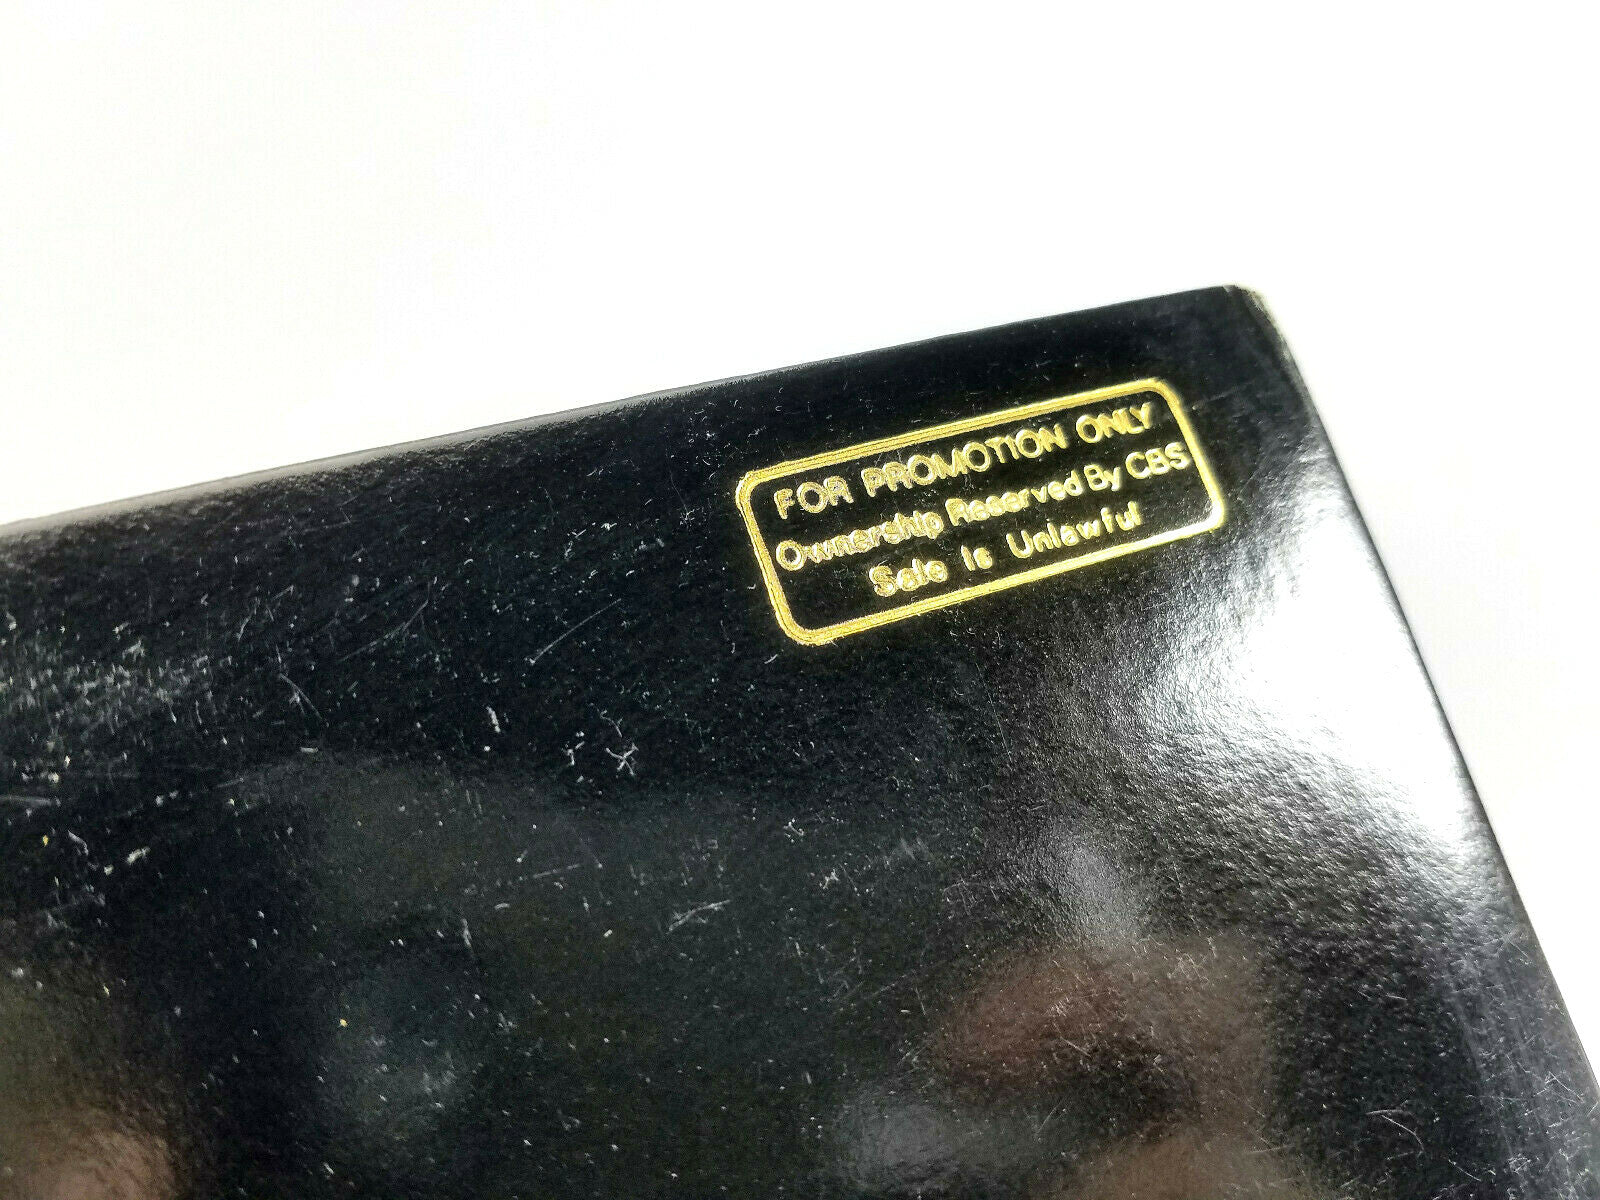 FOR PROMOTION ONLY
Ownership Reserved By CBS
Sale Is Unlawful